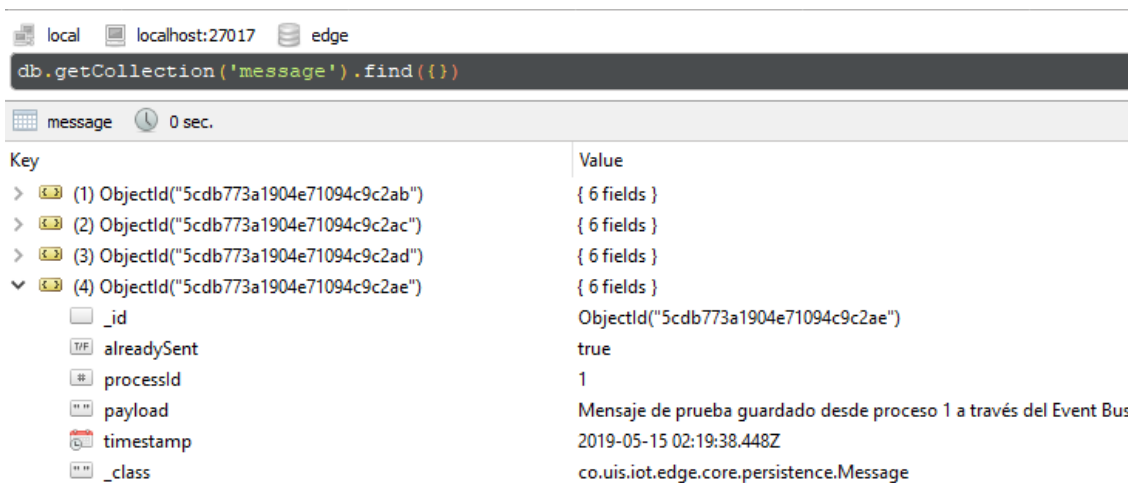 local localhost:27017 edge
db.getCollection('message').find({})
message 0 sec.
Key Value
(1) ObjectId("5cdb773a1904e71094c9c2ab") { 6 fields }
(2) ObjectId("5cdb773a1904e71094c9c2ac") { 6 fields }
(3) ObjectId("5cdb773a1904e71094c9c2ad") { 6 fields }
(4) ObjectId("5cdb773a1904e71094c9c2ae") { 6 fields }
_id ObjectId("5cdb773a1904e71094c9c2ae")
T/F alreadySent true
# processId 1
"" payload Mensaje de prueba guardado desde proceso 1 a través del Event Bus
timestamp 2019-05-15 02:19:38.448Z
"" _class co.uis.iot.edge.core.persistence.Message